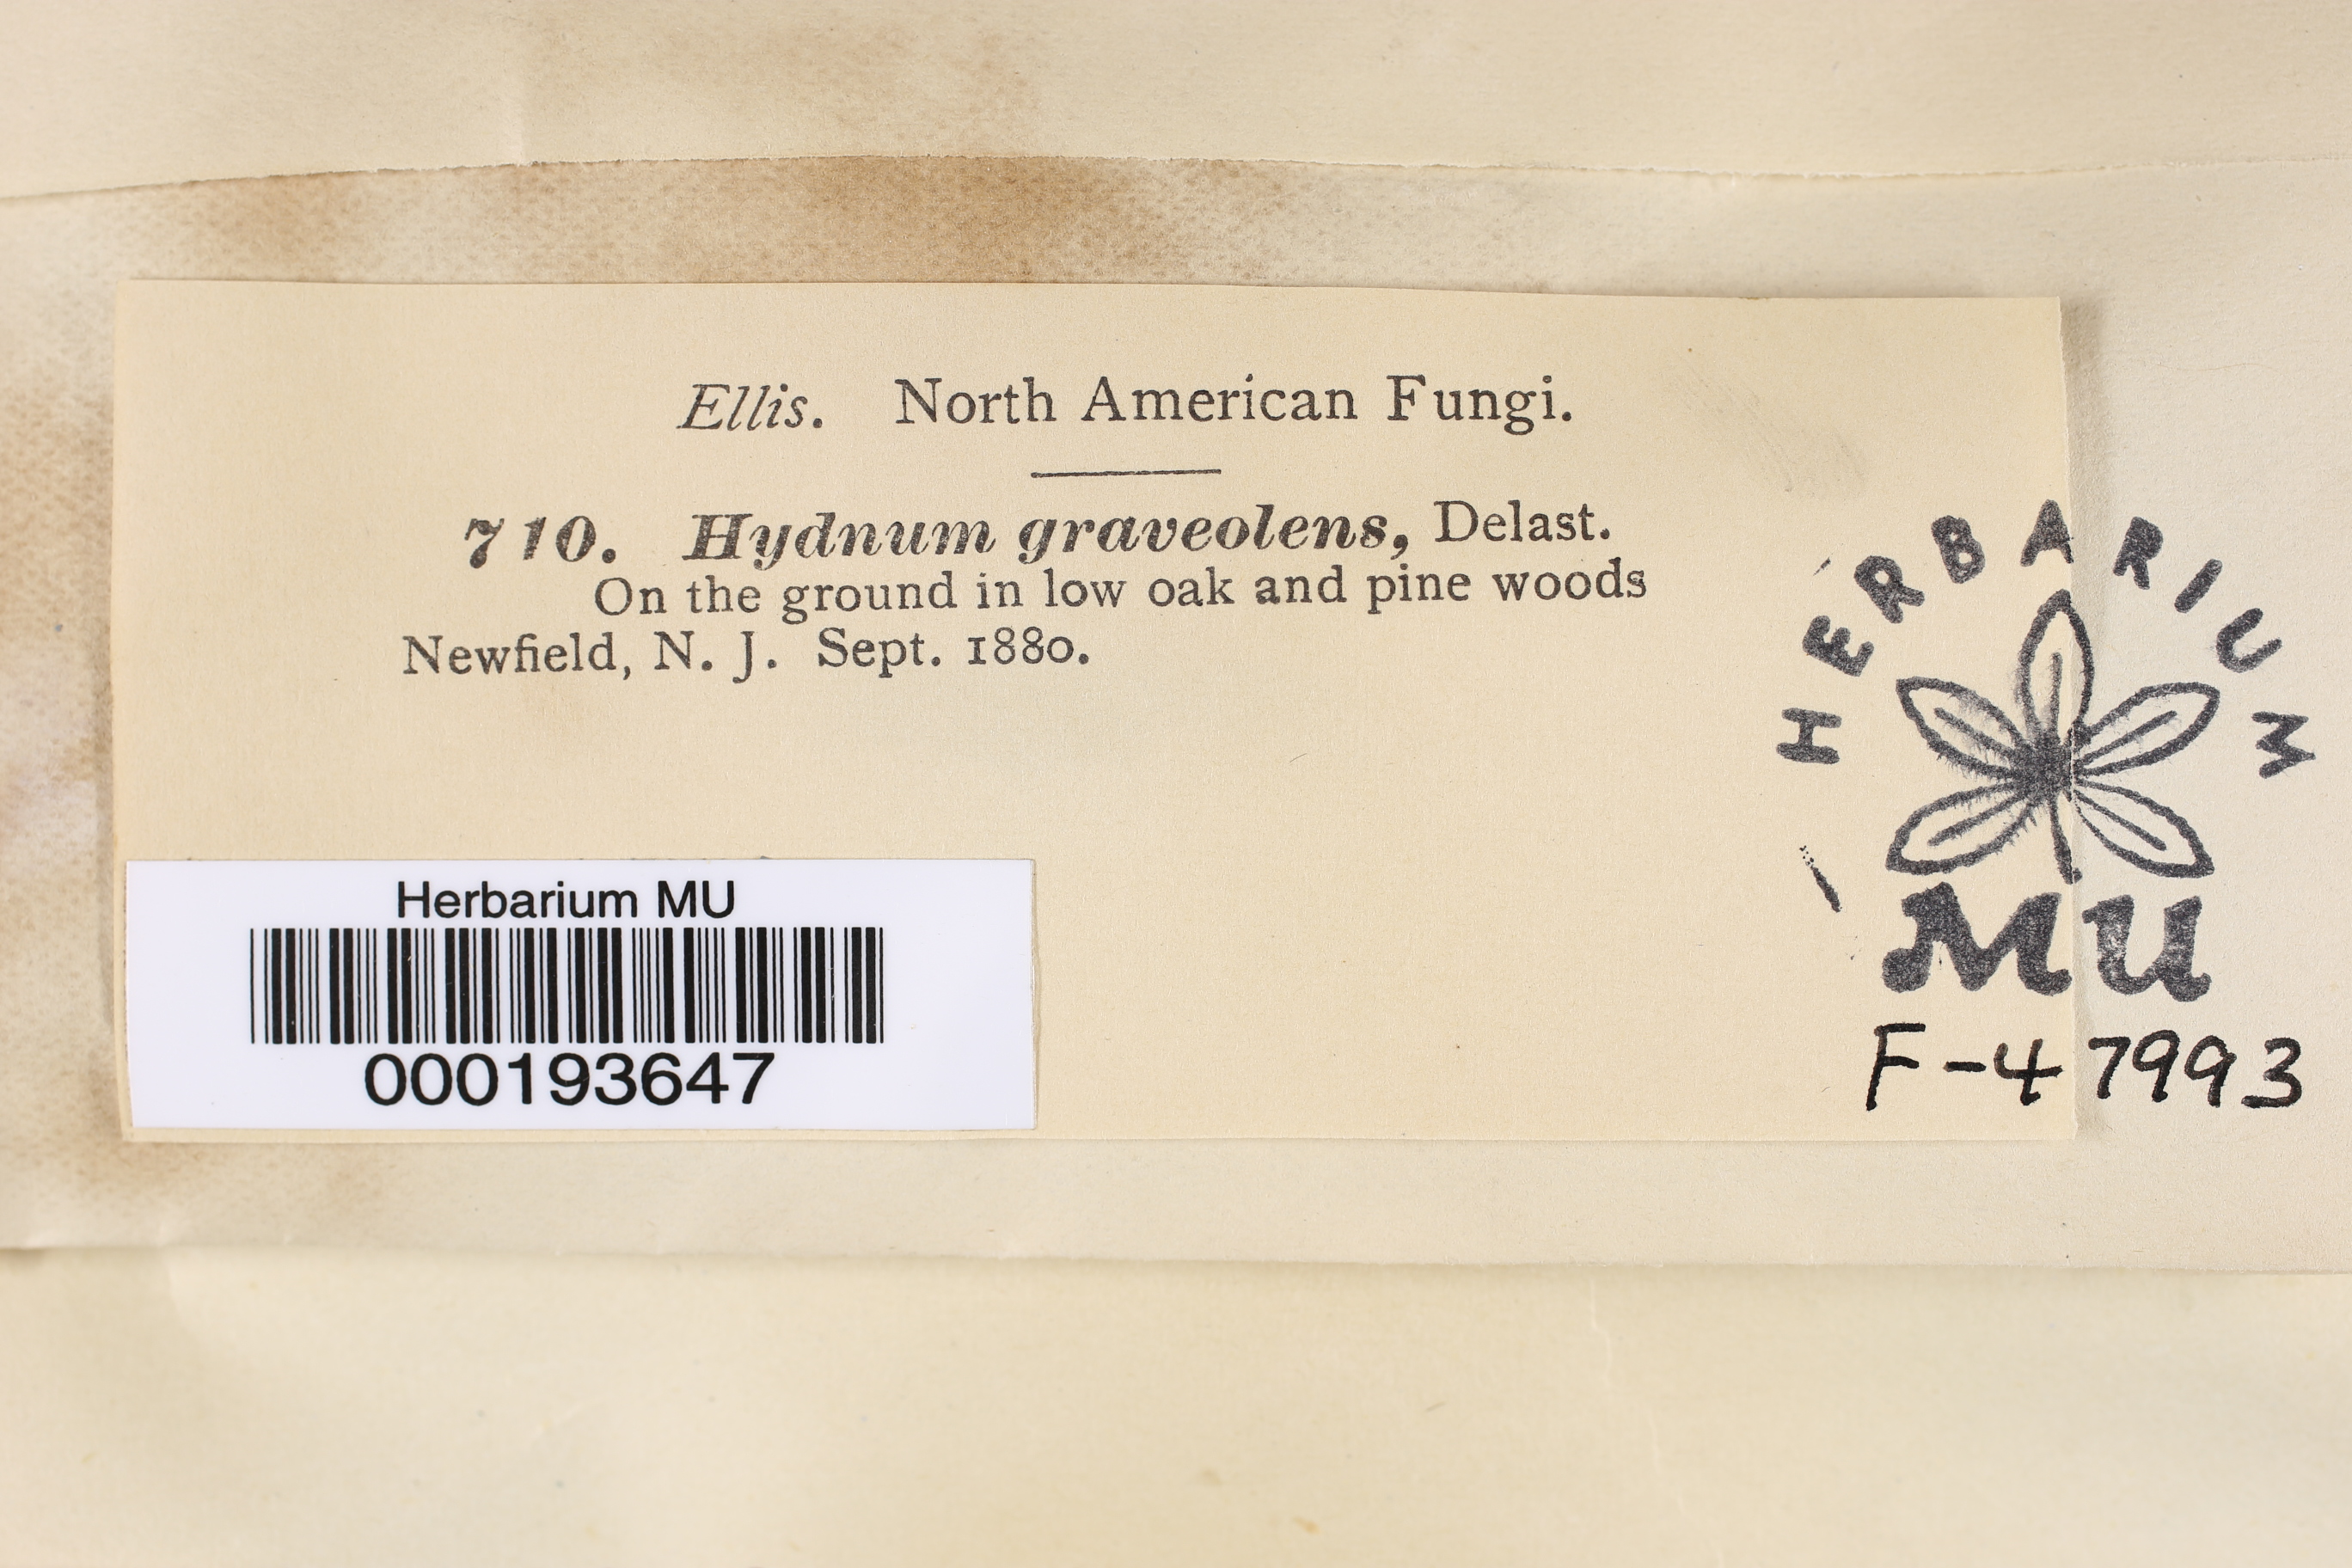 Ellis. North American Fungi.
710. Hydnum graveolens, Delast.
On the ground in low oak and pine woods
Newfield, N. J. Sept. 1880.
HERBARIUM
MU
F-47993
Herbarium MU
000193647